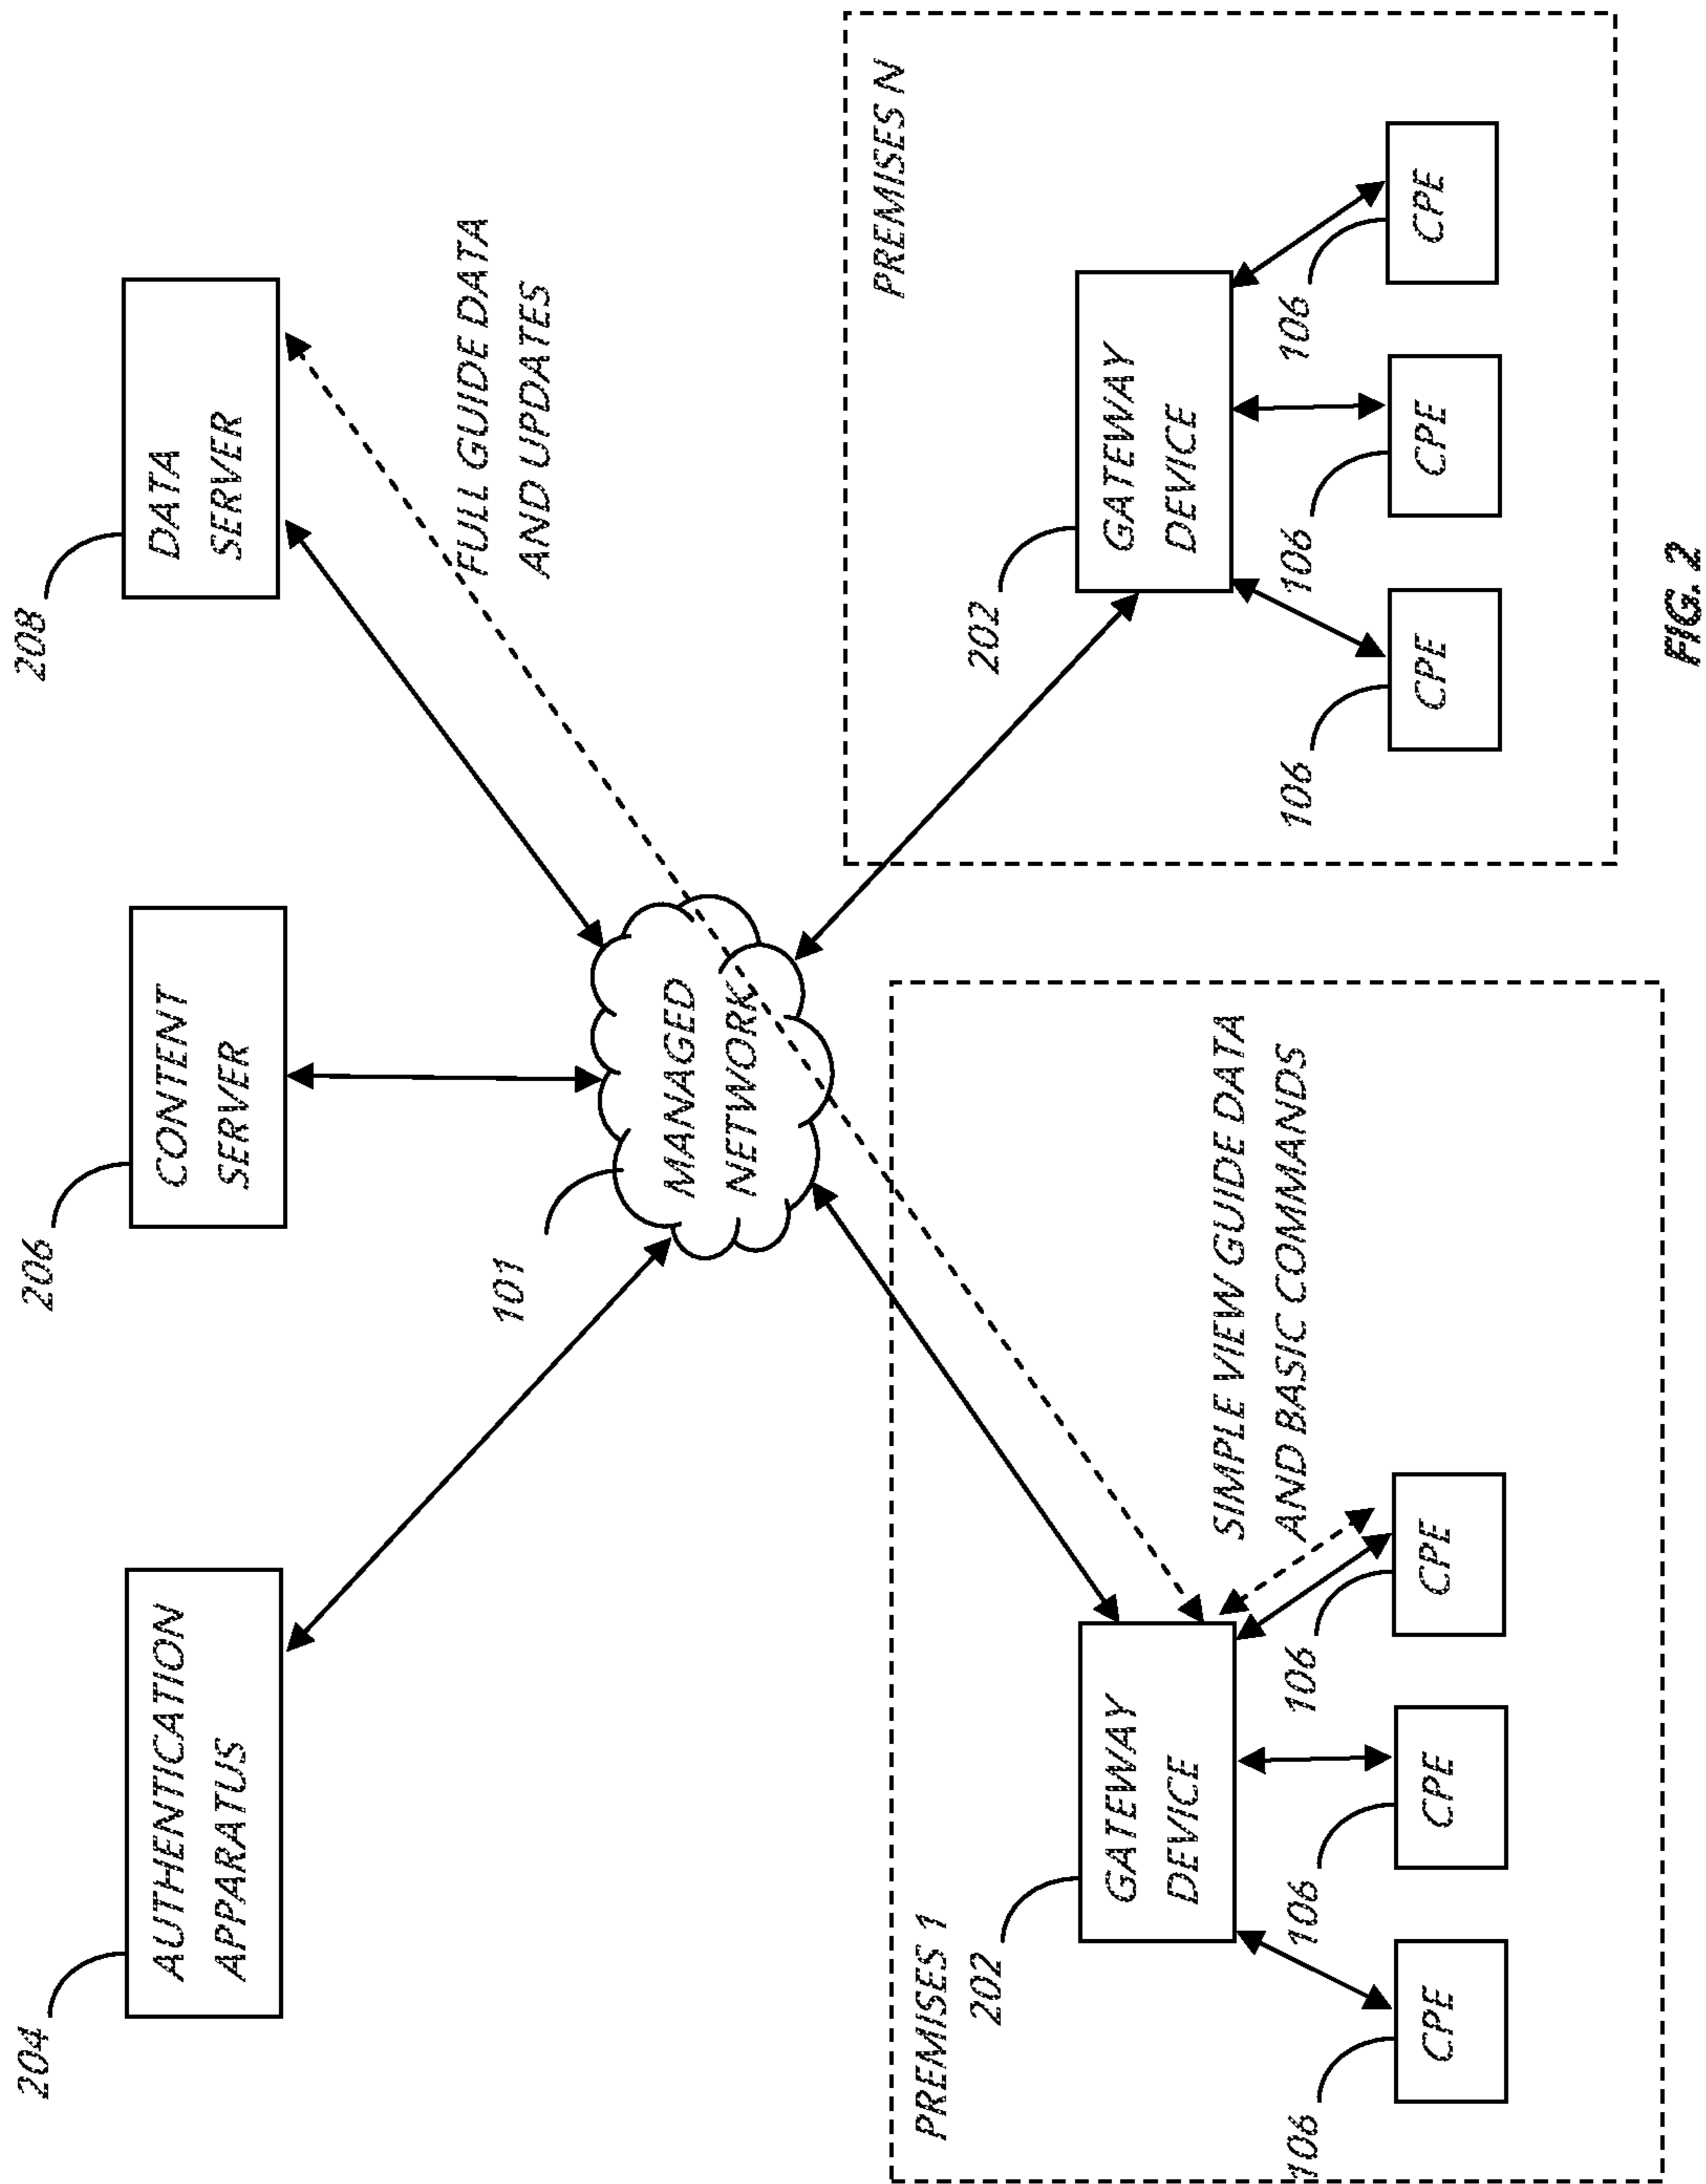 204
AUTHENTICATION
APPARATUS
206
CONTENT
SERVER
208
DATA
SERVER
FULL GUIDE DATA
AND UPDATES
101
MANAGED
NETWORK
PREMISES 1
202
GATEWAY
DEVICE
SIMPLE VIEW GUIDE DATA
AND BASIC COMMANDS
106
106
106
CPE
CPE
CPE
PREMISES N
202
GATEWAY
DEVICE
106
106
106
CPE
CPE
CPE
FIG. 2